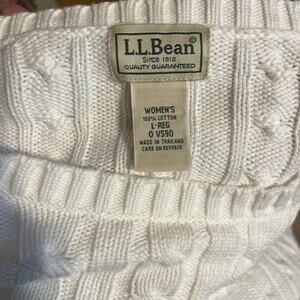 L.L.Bean®
Since 1912
QUALITY GUARANTEED
WOMEN'S
100% COTTON
L-REG
0 VS90
MADE IN THAILAND
CARE ON REVERSE